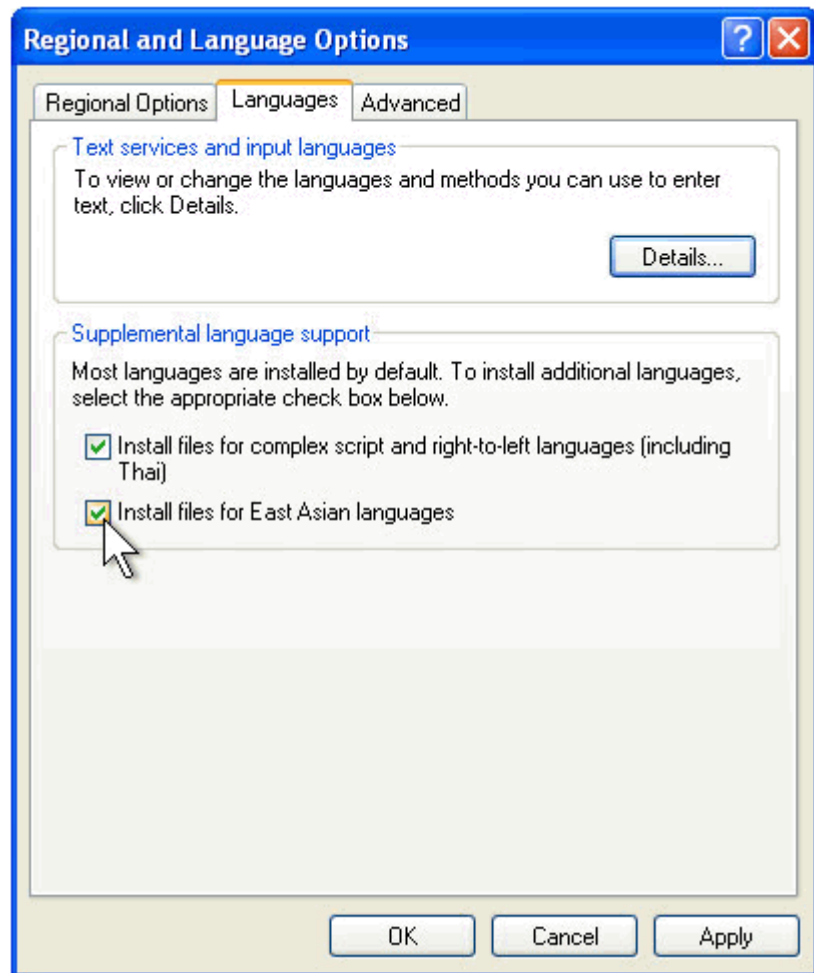 Regional and Language Options
Regional Options
Languages
Advanced
Text services and input languages
To view or change the languages and methods you can use to enter
text, click Details.
Details...
Supplemental language support
Most languages are installed by default. To install additional languages,
select the appropriate check box below.
Install files for complex script and right-to-left languages (including
Thai)
Install files for East Asian languages
OK
Cancel
Apply